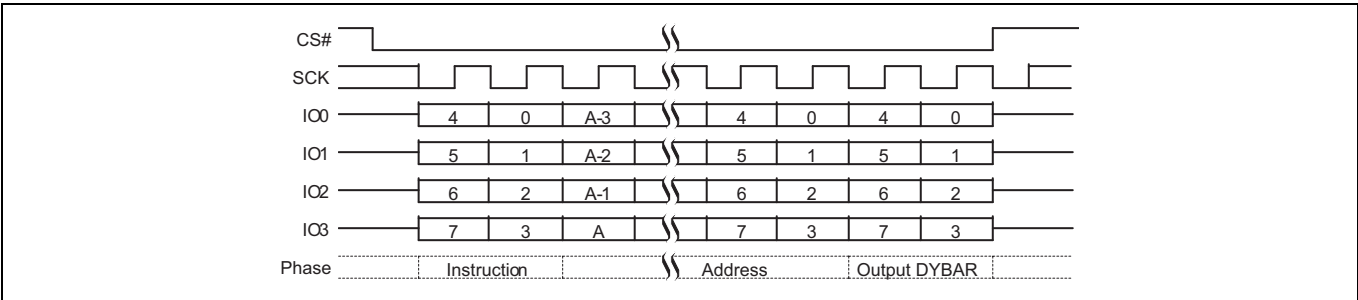 CS#
SCK
IO0 4 0 A-3 4 0 4 0
IO1 5 1 A-2 5 1 5 1
IO2 6 2 A-1 6 2 6 2
IO3 7 3 A 7 3 7 3
Phase Instruction Address Output DYBAR